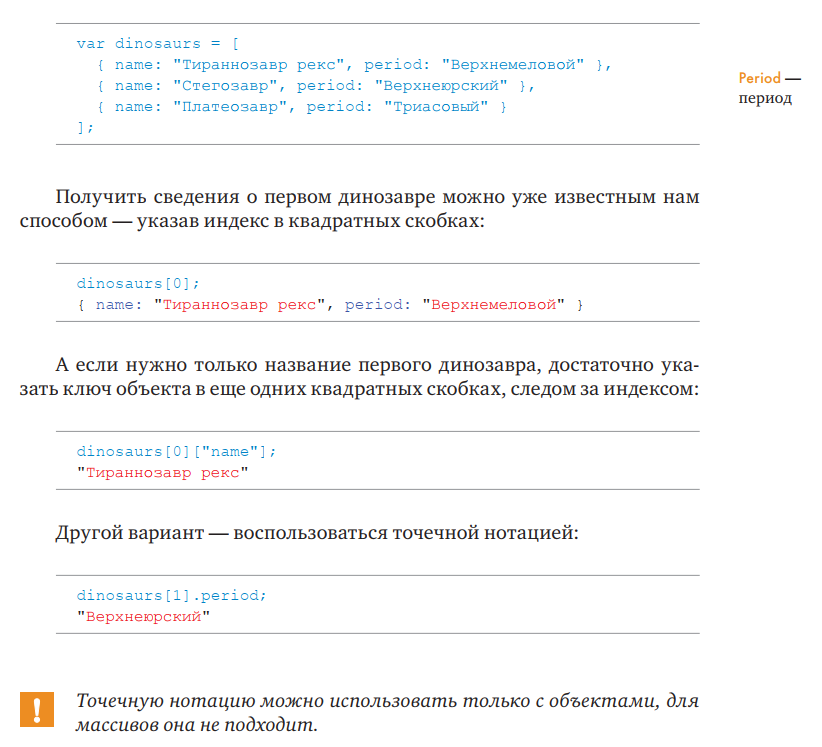 var dinosaurs = [
{ name: "Тираннозавр рекс", period: "Верхнемеловой" },
{ name: "Стегозавр", period: "Верхнеюрский" },
{ name: "Платеозавр", period: "Триасовый" }
];
Period —
период
Получить сведения о первом динозавре можно уже известным нам
способом — указав индекс в квадратных скобках:
dinosaurs[0];
{ name: "Тираннозавр рекс", period: "Верхнемеловой" }
А если нужно только название первого динозавра, достаточно ука-
зать ключ объекта в еще одних квадратных скобках, следом за индексом:
dinosaurs[0]["name"];
"Тираннозавр рекс"
Другой вариант — воспользоваться точечной нотацией:
dinosaurs[1].period;
"Верхнеюрский"
!
Точечную нотацию можно использовать только с объектами, для
массивов она не подходит.